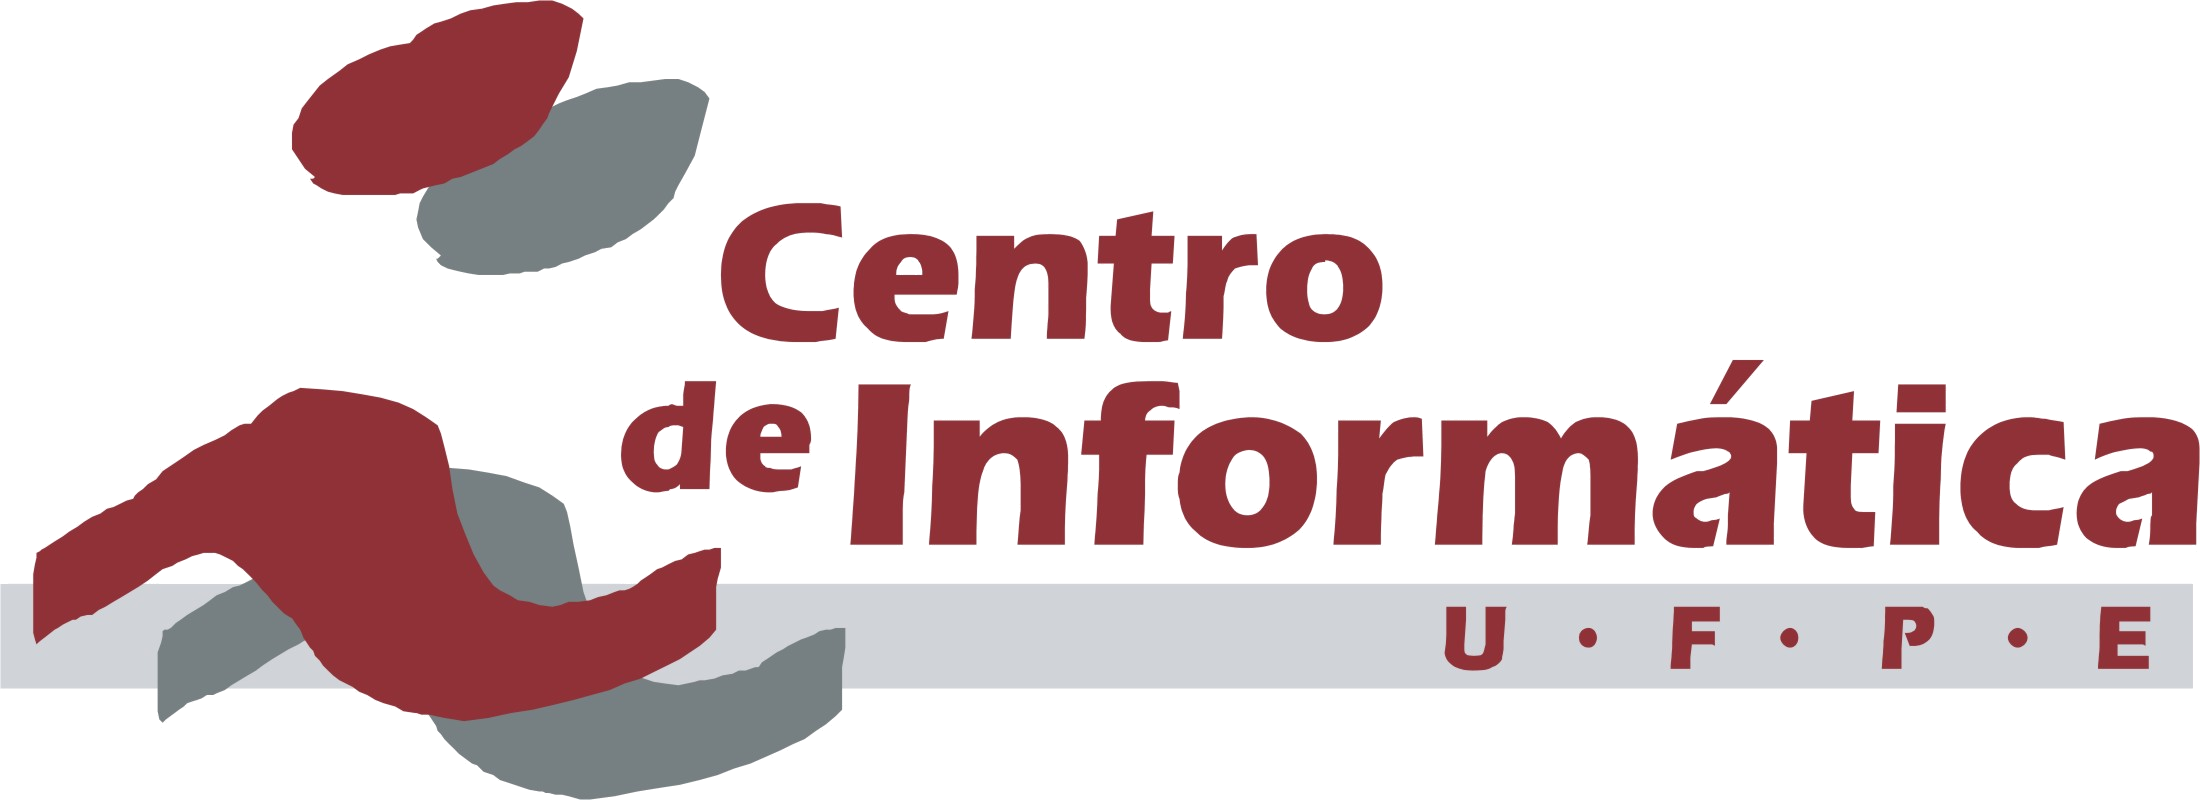 Centro
de Informática
U • F • P • E